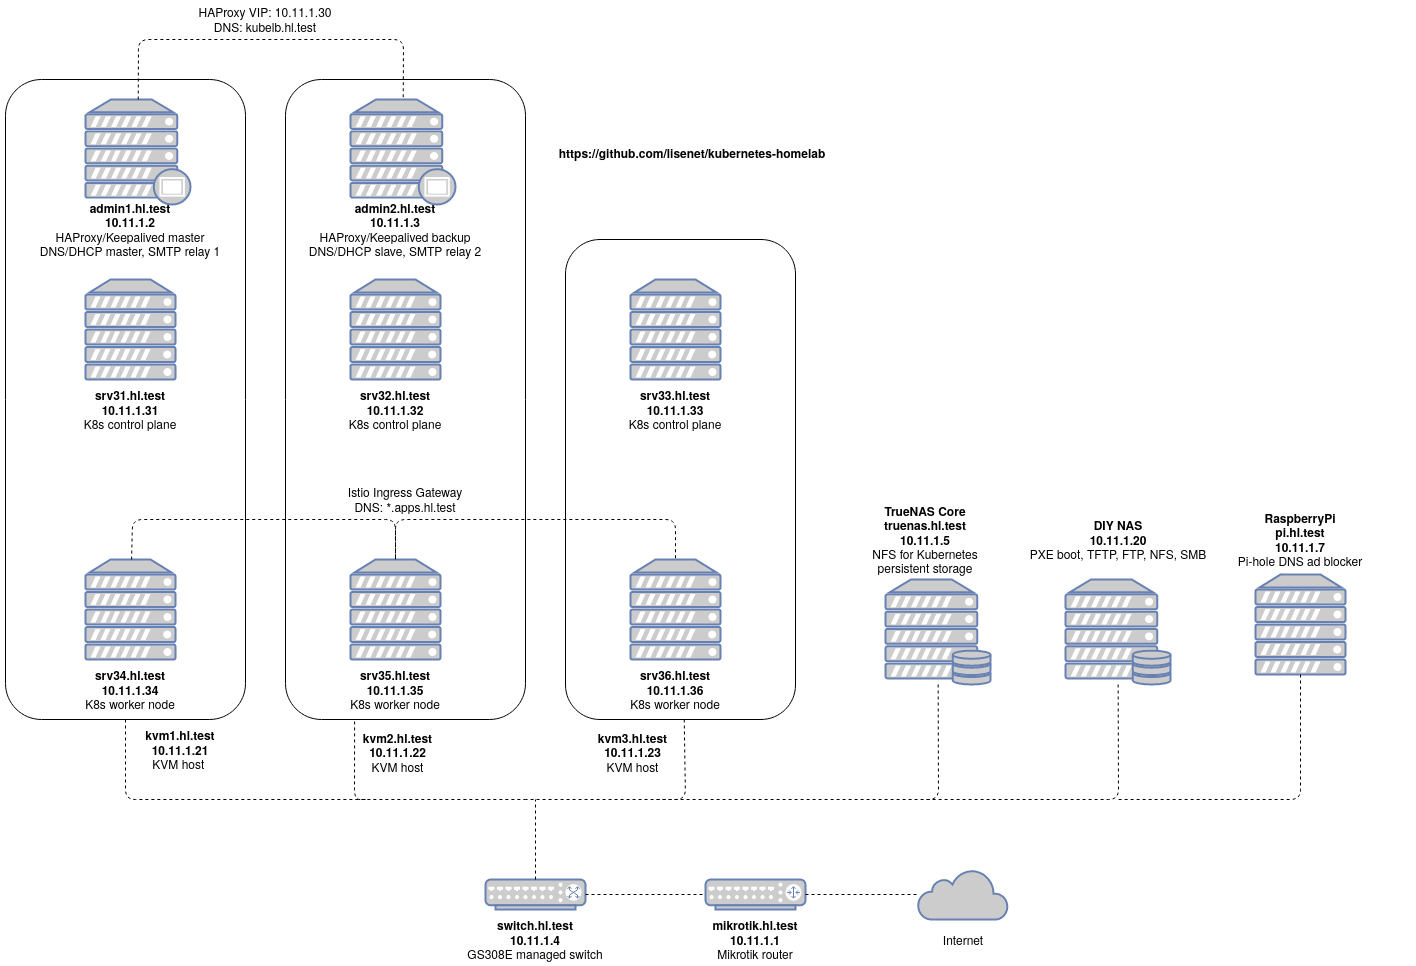 HAProxy VIP: 10.11.1.30
DNS: kubelb.hl.test
https://github.com/lisenet/kubernetes-homelab
admin1.hl.test
10.11.1.2
HAProxy/Keepalived master
DNS/DHCP master, SMTP relay 1
admin2.hl.test
10.11.1.3
HAProxy/Keepalived backup
DNS/DHCP slave, SMTP relay 2
srv31.hl.test
10.11.1.31
K8s control plane
srv32.hl.test
10.11.1.32
K8s control plane
srv33.hl.test
10.11.1.33
K8s control plane
Istio Ingress Gateway
DNS: *.apps.hl.test
TrueNAS Core
truenas.hl.test
10.11.1.5
NFS for Kubernetes
persistent storage
DIY NAS
10.11.1.20
PXE boot, TFTP, FTP, NFS, SMB
RaspberryPi
pi.hl.test
10.11.1.7
Pi-hole DNS ad blocker
srv34.hl.test
10.11.1.34
K8s worker node
srv35.hl.test
10.11.1.35
K8s worker node
srv36.hl.test
10.11.1.36
K8s worker node
kvm1.hl.test
10.11.1.21
KVM host
kvm2.hl.test
10.11.1.22
KVM host
kvm3.hl.test
10.11.1.23
KVM host
switch.hl.test
10.11.1.4
GS308E managed switch
mikrotik.hl.test
10.11.1.1
Mikrotik router
Internet